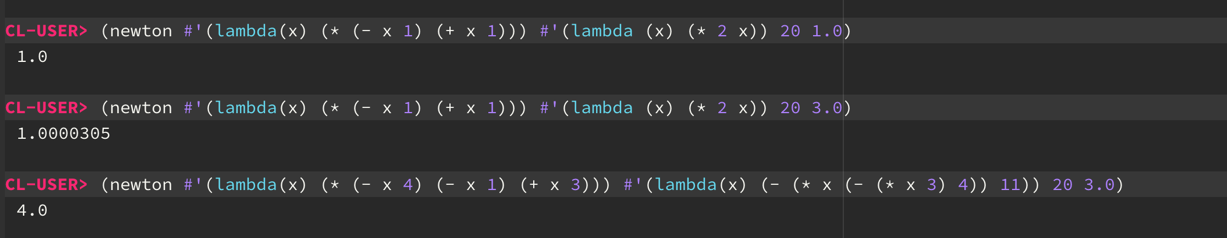 CL-USER> (newton #'(lambda(x) (* (- x 1) (+ x 1))) #'(lambda (x) (* 2 x)) 20 1.0)
1.0
CL-USER> (newton #'(lambda(x) (* (- x 1) (+ x 1))) #'(lambda (x) (* 2 x)) 20 3.0)
1.0000305
CL-USER> (newton #'(lambda(x) (* (- x 4) (- x 1) (+ x 3))) #'(lambda(x) (- (* x (- (* x 3) 4)) 11)) 20 3.0)
4.0